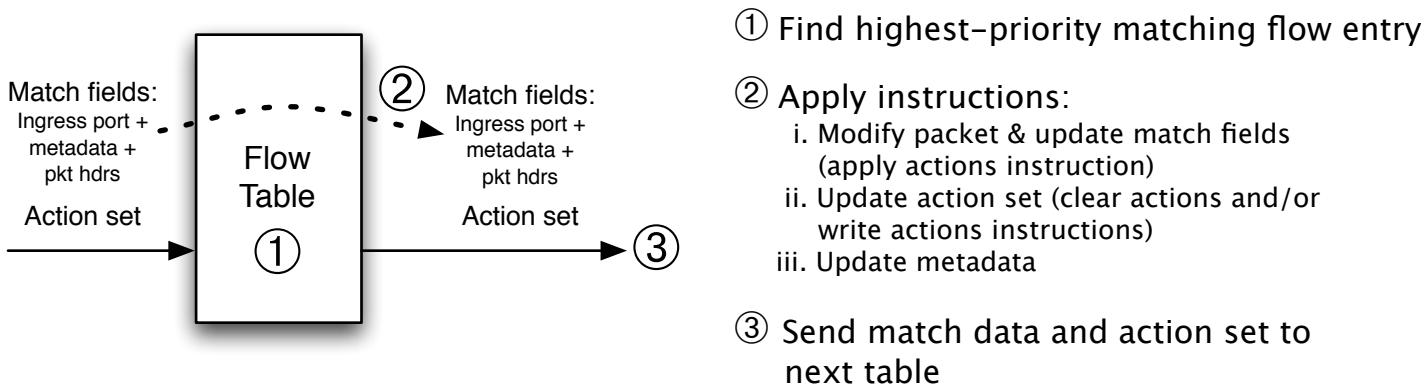 Match fields:
Ingress port +
metadata +
pkt hdrs
Action set
Flow
Table
①
②
Match fields:
Ingress port +
metadata +
pkt hdrs
Action set
③
① Find highest–priority matching flow entry
② Apply instructions:
i. Modify packet & update match fields
(apply actions instruction)
ii. Update action set (clear actions and/or
write actions instructions)
iii. Update metadata
③ Send match data and action set to
next table